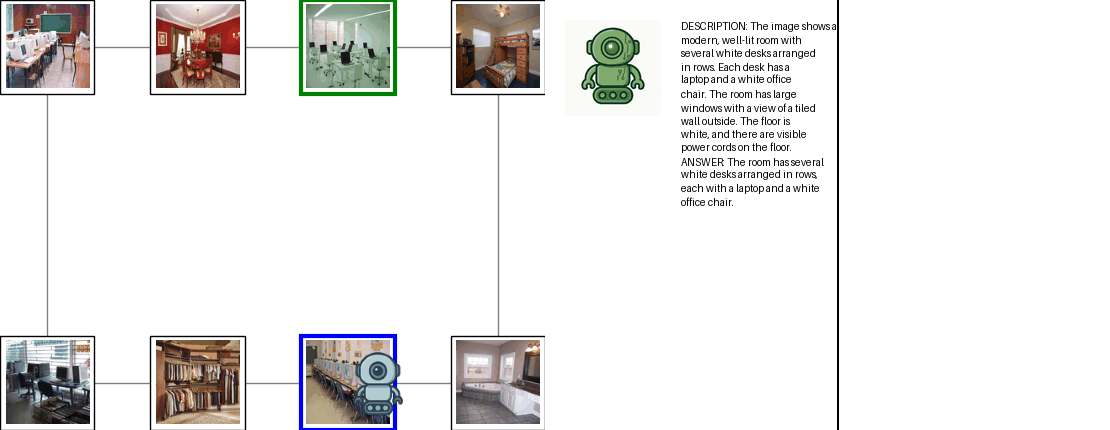 DESCRIPTION: The image shows a
modern, well-lit room with
several white desks arranged
in rows. Each desk has a
laptop and a white office
chair. The room has large
windows with a view of a tiled
wall outside. The floor is
white, and there are visible
power cords on the floor.
ANSWER: The room has several
white desks arranged in rows,
each with a laptop and a white
office chair.